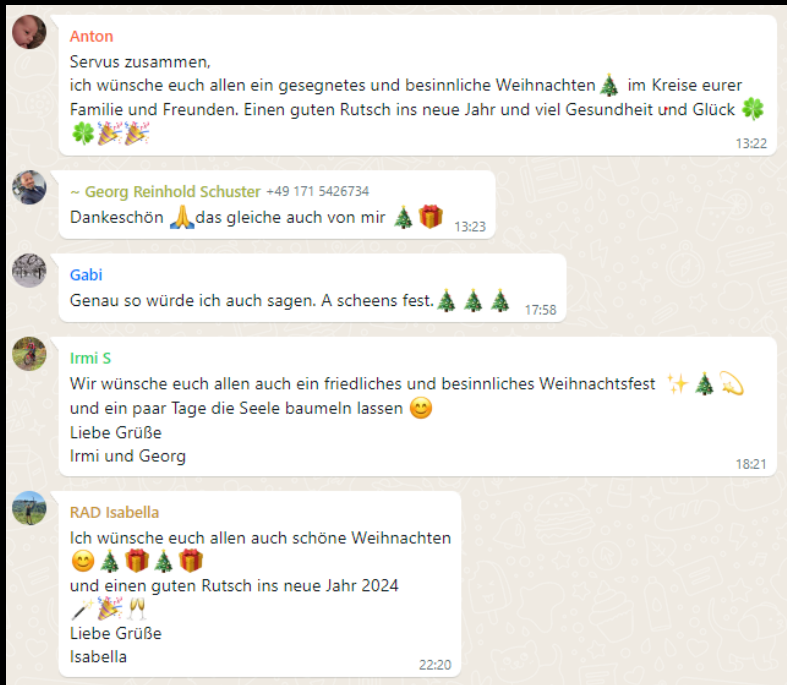 Anton
Servus zusammen,
ich wünsche euch allen ein gesegnetes und besinnliche Weihnachten🎄 im Kreise eurer
Familie und Freunden. Einen guten Rutsch ins neue Jahr und viel Gesundheit und Glück 🍀
🍀🎉🎉
13:22
~ Georg Reinhold Schuster +49 171 5426734
Dankeschön 🙏das gleiche auch von mir 🎄🎁 13:23
Gabi
Genau so würde ich auch sagen. A scheens fest.🎄🎄🎄 17:58
Irmi S
Wir wünsche euch allen auch ein friedliches und besinnliches Weihnachtsfest ✨🎄💫
und ein paar Tage die Seele baumeln lassen 😊
Liebe Grüße
Irmi und Georg
18:21
RAD Isabella
Ich wünsche euch allen auch schöne Weihnachten
😊🎄🎁🎄🎁
und einen guten Rutsch ins neue Jahr 2024
🪄🎉🥂
Liebe Grüße
Isabella
22:20